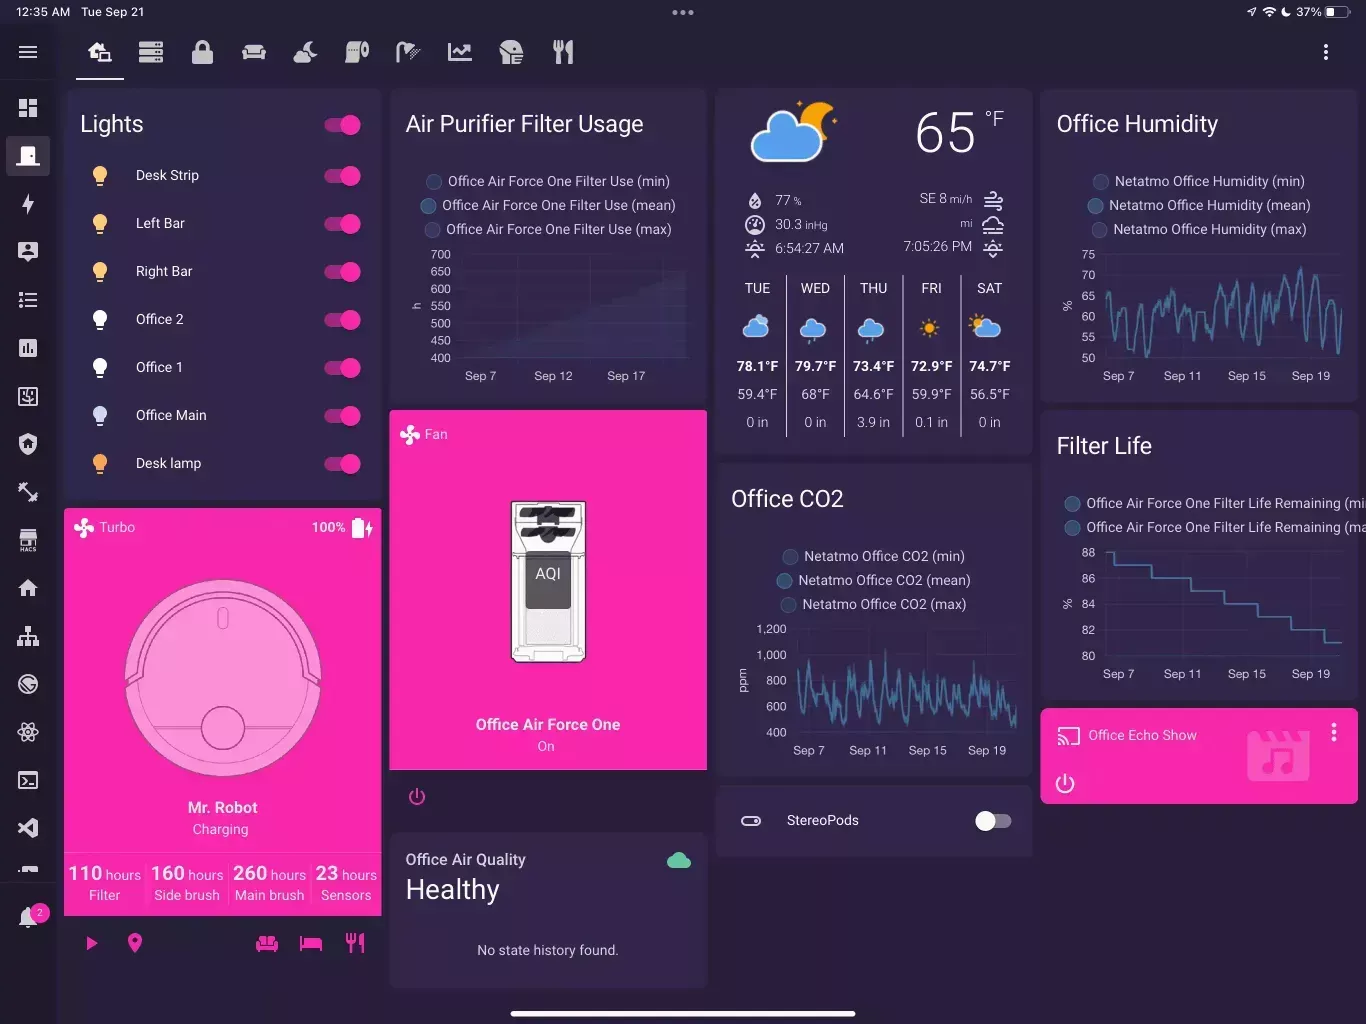 12:35 AM Tue Sep 21
37%
Lights
Desk Strip
Left Bar
Right Bar
Office 2
Office 1
Office Main
Desk lamp
Turbo
100%
Mr. Robot
Charging
110 hours
Filter
160 hours
Side brush
260 hours
Main brush
23 hours
Sensors
HACS
2
Air Purifier Filter Usage
Office Air Force One Filter Use (min)
Office Air Force One Filter Use (mean)
Office Air Force One Filter Use (max)
700
650
600
550
500
450
400
h
Sep 7 Sep 12 Sep 17
Fan
AQI
Office Air Force One
On
Office Air Quality
Healthy
No state history found.
65 °F
77 %
SE 8 mi/h
30.3 inHg
mi
6:54:27 AM
7:05:26 PM
TUE WED THU FRI SAT
78.1°F 79.7°F 73.4°F 72.9°F 74.7°F
59.4°F 68°F 64.6°F 59.9°F 56.5°F
0 in 0 in 3.9 in 0.1 in 0 in
Office CO2
Netatmo Office CO2 (min)
Netatmo Office CO2 (mean)
Netatmo Office CO2 (max)
1,200
1,000
800
600
400
ppm
Sep 7 Sep 11 Sep 15 Sep 19
StereoPods
Office Humidity
Netatmo Office Humidity (min)
Netatmo Office Humidity (mean)
Netatmo Office Humidity (max)
75
70
65
60
55
50
%
Sep 7 Sep 11 Sep 15 Sep 19
Filter Life
Office Air Force One Filter Life Remaining (mi
Office Air Force One Filter Life Remaining (ma
88
86
84
82
80
%
Sep 7 Sep 11 Sep 15 Sep 19
Office Echo Show